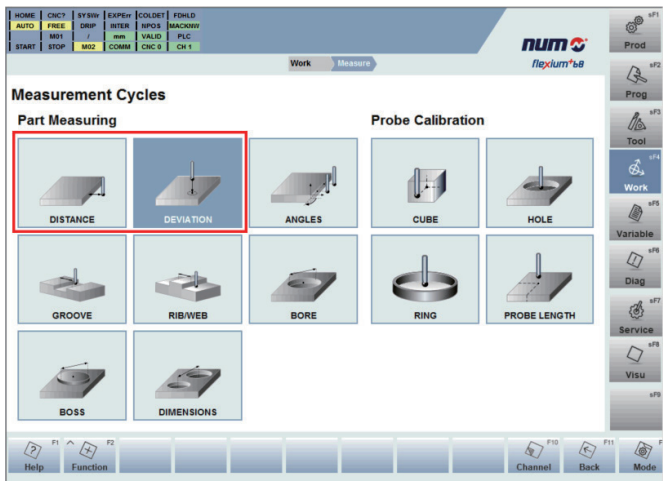 HOME CNC? SYSWr EXPErr COLDET FDHLD
AUTO FREE DRIP INTER NPOS MACKNW
M01 / mm VALID PLC
START STOP M02 COMM CNC 0 CH 1
num
flexium+68
Work Measure
Measurement Cycles
Part Measuring
Probe Calibration
DISTANCE
DEVIATION
ANGLES
CUBE
HOLE
GROOVE
RIB/WEB
BORE
RING
PROBE LENGTH
BOSS
DIMENSIONS
sF1
Prod
sF2
Prog
sF3
Tool
sF4
Work
sF5
Variable
sF6
Diag
sF7
Service
sF8
Visu
sF9
F1
Help
F2
Function
F10
Channel
F11
Back
F
Mode